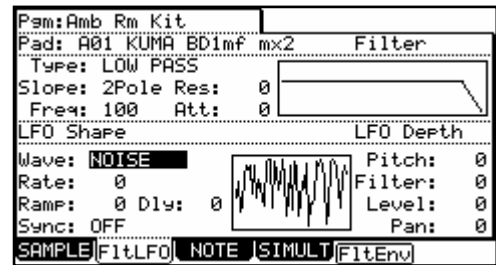 Pgm:Amb Rm Kit
Pad: A01 KUMA BD1mf mx2 Filter
Type: LOW PASS
Slope: 2Pole Res: 0
Freq: 100 Att: 0
LFO Shape LFO Depth
Wave: NOISE Pitch: 0
Rate: 0 Filter: 0
Ramp: 0 Dly: 0 Level: 0
Sync: OFF Pan: 0
SAMPLE FltLFO NOTE SIMULT FltEnv